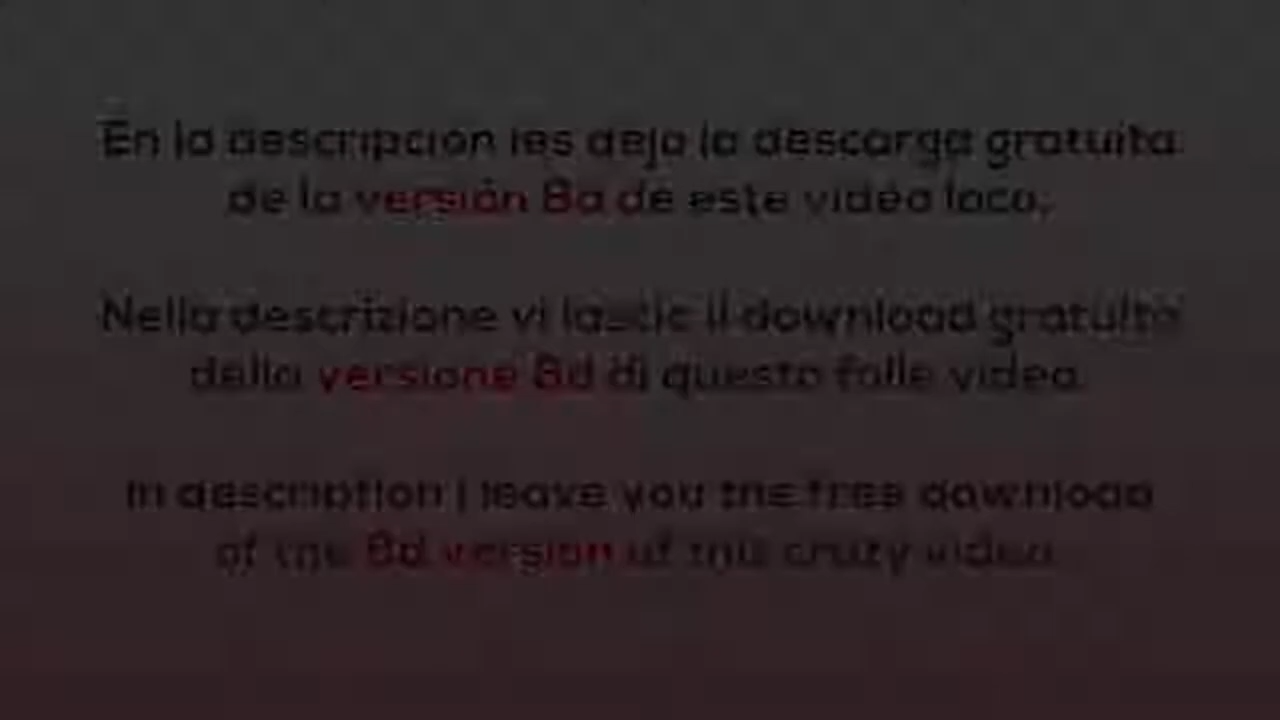 En la descripción les dejo la descarga gratuita
de la versión 8d de este video loco.
Nella descrizione vi lascio il download gratuito
della versione 8d di questo folle video.
In description I leave you the free download
of the 8d version of this crazy video.